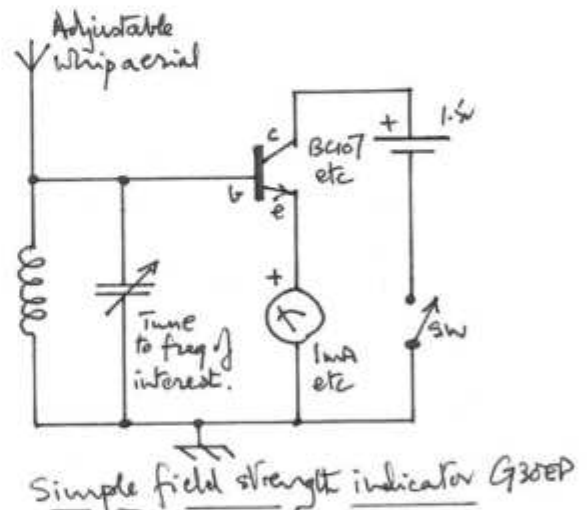 Adjustable
whip aerial
c
b
e
BC107
etc
+
1.5v
+
1mA
etc
SW
Tune
to freq of
interest.
Simple field strength indicator G3OEP